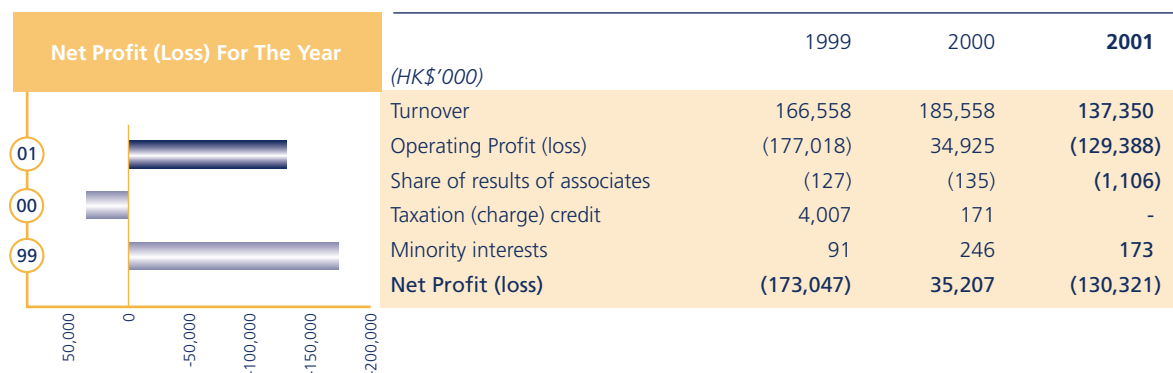 Net Profit (Loss) For The Year
01
00
99
50,000
0
-50,000
-100,000
-150,000
-200,000
1999 2000 2001
(HK$'000)
Turnover 166,558 185,558 137,350
Operating Profit (loss) (177,018) 34,925 (129,388)
Share of results of associates (127) (135) (1,106)
Taxation (charge) credit 4,007 171 -
Minority interests 91 246 173
Net Profit (loss) (173,047) 35,207 (130,321)